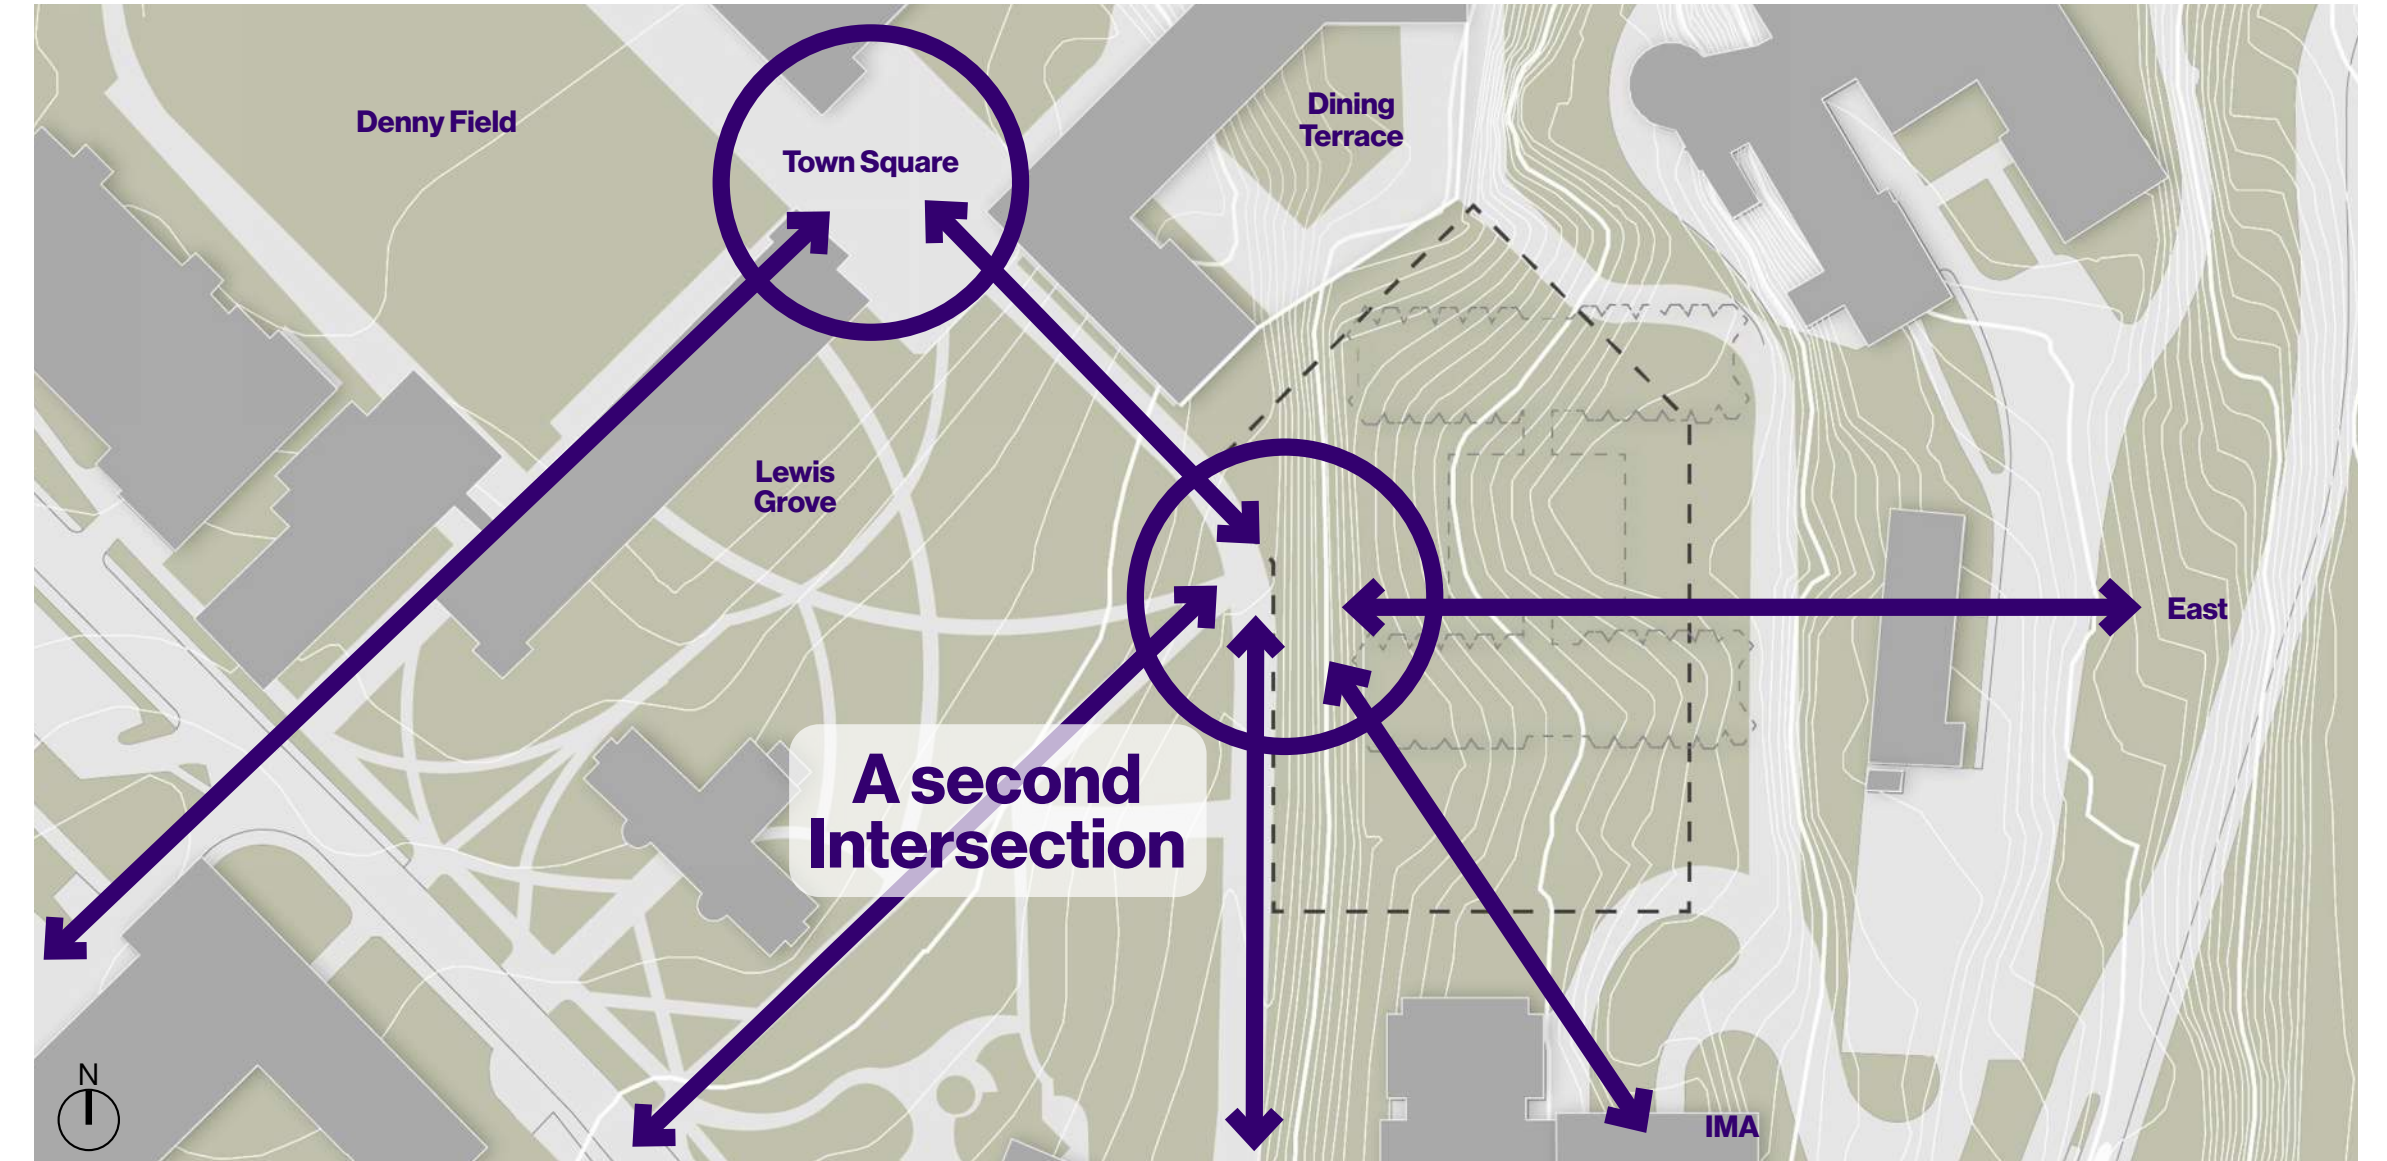 Denny Field
Town Square
Dining
Terrace
Lewis
Grove
East
A second
Intersection
N
IMA